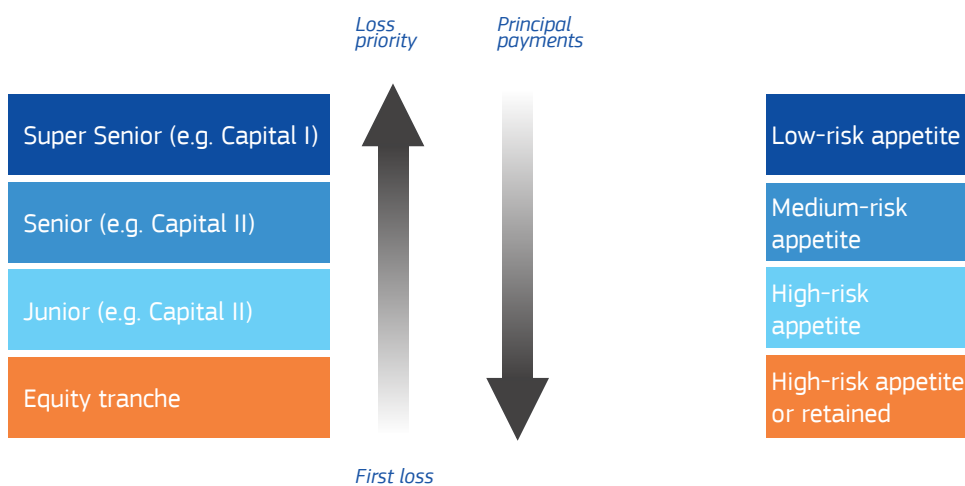 Loss
priority
Principal
payments
Super Senior (e.g. Capital I)
Low-risk appetite
Senior (e.g. Capital II)
Medium-risk
appetite
Junior (e.g. Capital II)
High-risk
appetite
Equity tranche
High-risk appetite
or retained
First loss